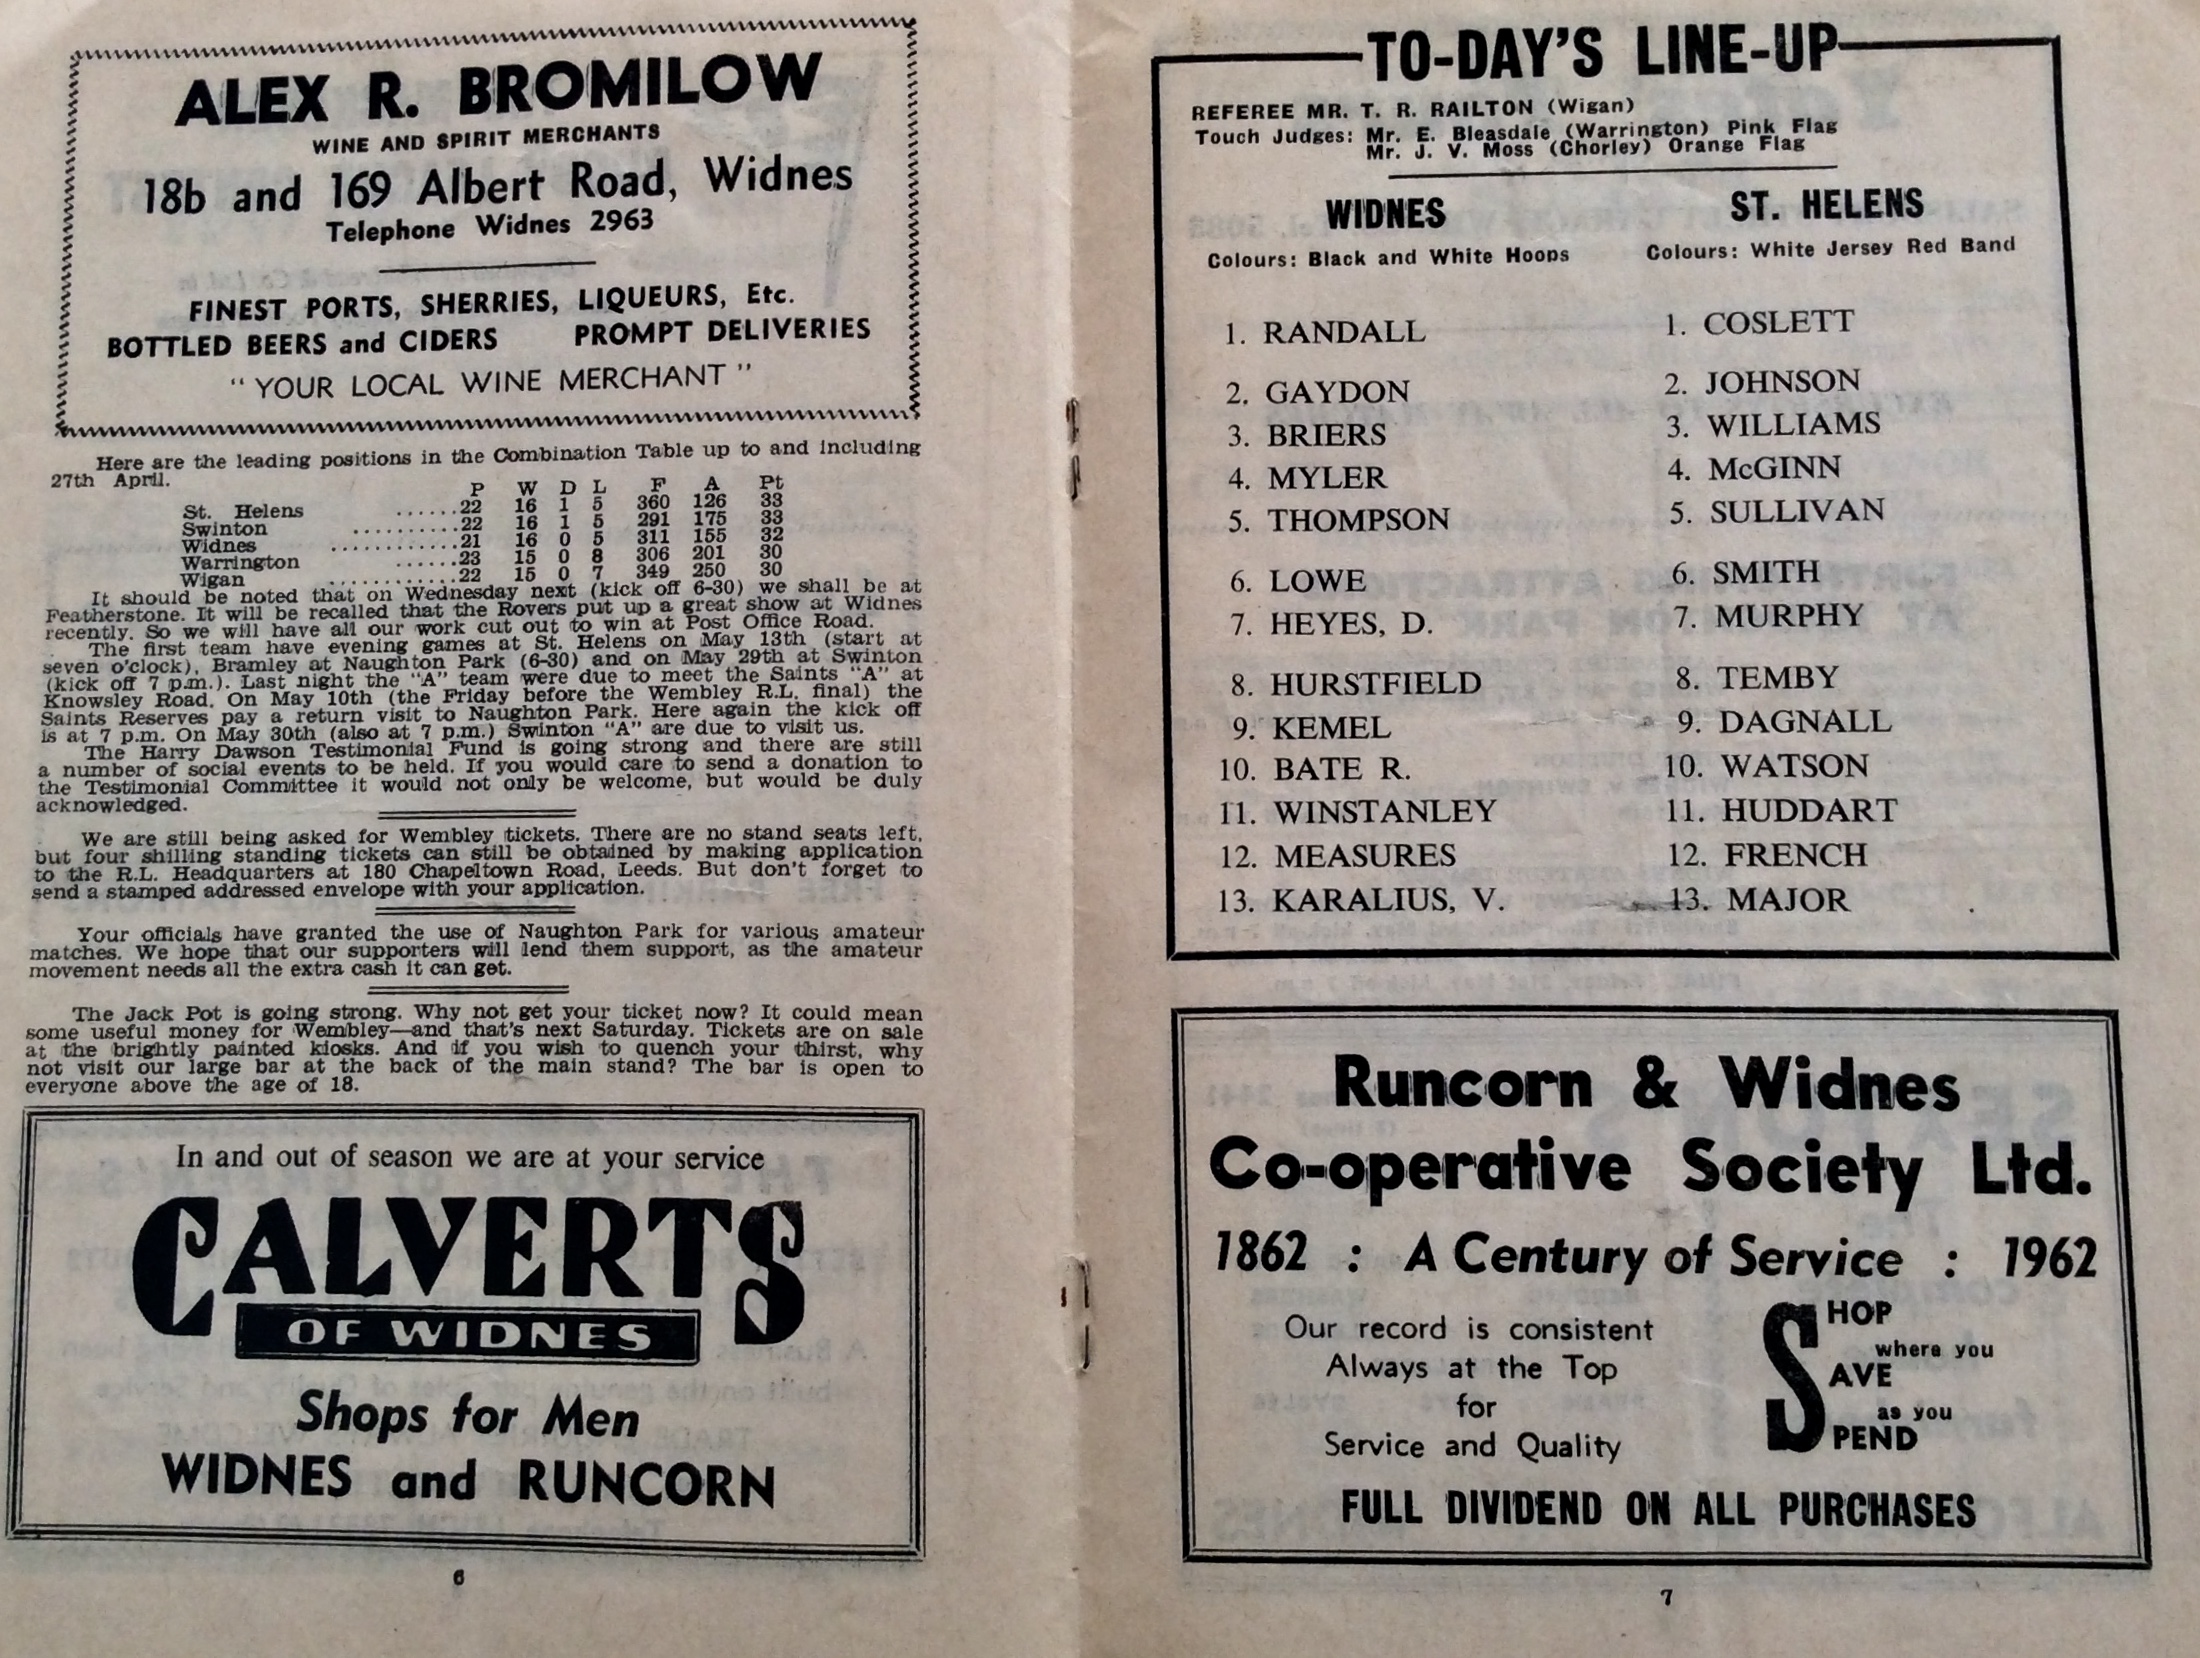 ALEX R. BROMILOW
WINE AND SPIRIT MERCHANTS
18b and 169 Albert Road, Widnes
Telephone Widnes 2963
FINEST PORTS, SHERRIES, LIQUEURS, Etc.
BOTTLED BEERS and CIDERS PROMPT DELIVERIES
"YOUR LOCAL WINE MERCHANT"
Here are the leading positions in the Combination Table up to and including
27th April.
P W D L F A Pt
St. Helens ......22 16 1 5 360 126 33
Swinton ..........22 16 1 5 291 175 33
Widnes ............21 16 0 5 311 155 32
Warrington ......23 15 0 8 306 201 30
Wigan ............22 15 0 7 349 250 30
It should be noted that on Wednesday next (kick off 6-30) we shall be at
Featherstone. It will be recalled that the Rovers put up a great show at Widnes
recently. So we will have all our work cut out to win at Post Office Road.
The first team have evening games at St. Helens on May 13th (start at
seven o'clock), Bramley at Naughton Park (6-30) and on May 29th at Swinton
(kick off 7 p.m.). Last night the "A" team were due to meet the Saints "A" at
Knowsley Road. On May 10th (the Friday before the Wembley R.L. final) the
Saints Reserves pay a return visit to Naughton Park. Here again the kick off
is at 7 p.m. On May 30th (also at 7 p.m.) Swinton "A" are due to visit us.
The Harry Dawson Testimonial Fund is going strong and there are still
a number of social events to be held. If you would care to send a donation to
the Testimonial Committee it would not only be welcome, but would be duly
acknowledged.
We are still being asked for Wembley tickets. There are no stand seats left,
but four shilling standing tickets can still be obtained by making application
to the R.L. Headquarters at 180 Chapeltown Road, Leeds. But don't forget to
send a stamped addressed envelope with your application.
Your officials have granted the use of Naughton Park for various amateur
matches. We hope that our supporters will lend them support, as the amateur
movement needs all the extra cash it can get.
The Jack Pot is going strong. Why not get your ticket now? It could mean
some useful money for Wembley—and that's next Saturday. Tickets are on sale
at the brightly painted kiosks. And if you wish to quench your thirst, why
not visit our large bar at the back of the main stand? The bar is open to
everyone above the age of 18.
In and out of season we are at your service
CALVERTS
OF WIDNES
Shops for Men
WIDNES and RUNCORN
6
TO-DAY'S LINE-UP
REFEREE MR. T. R. RAILTON (Wigan)
Touch Judges: Mr. E. Bleasdale (Warrington) Pink Flag
Mr. J. V. Moss (Chorley) Orange Flag
WIDNES ST. HELENS
Colours: Black and White Hoops Colours: White Jersey Red Band
1. RANDALL 1. COSLETT
2. GAYDON 2. JOHNSON
3. BRIERS 3. WILLIAMS
4. MYLER 4. McGINN
5. THOMPSON 5. SULLIVAN
6. LOWE 6. SMITH
7. HEYES, D. 7. MURPHY
8. HURSTFIELD 8. TEMBY
9. KEMEL 9. DAGNALL
10. BATE R. 10. WATSON
11. WINSTANLEY 11. HUDDART
12. MEASURES 12. FRENCH
13. KARALIUS, V. 13. MAJOR
Runcorn & Widnes
Co-operative Society Ltd.
1862 : A Century of Service : 1962
Our record is consistent
Always at the Top
for
Service and Quality
SHOP
where you
SAVE
as you
SPEND
FULL DIVIDEND ON ALL PURCHASES
7